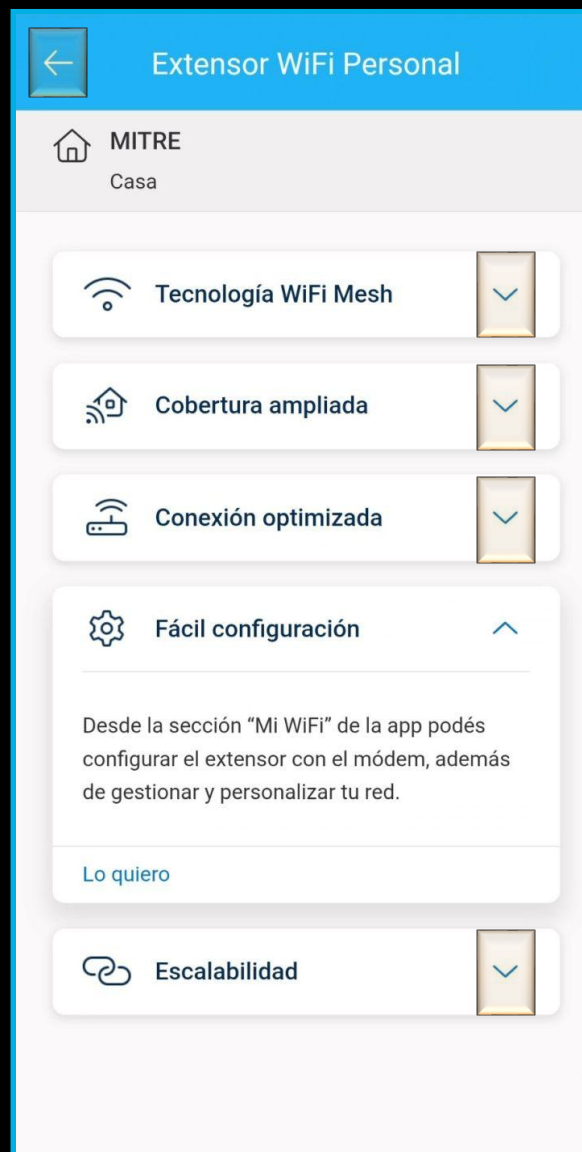 Extensor WiFi Personal
MITRE
Casa
Tecnología WiFi Mesh
Cobertura ampliada
Conexión optimizada
Fácil configuración
Desde la sección “Mi WiFi” de la app podés
configurar el extensor con el módem, además
de gestionar y personalizar tu red.
Lo quiero
Escalabilidad